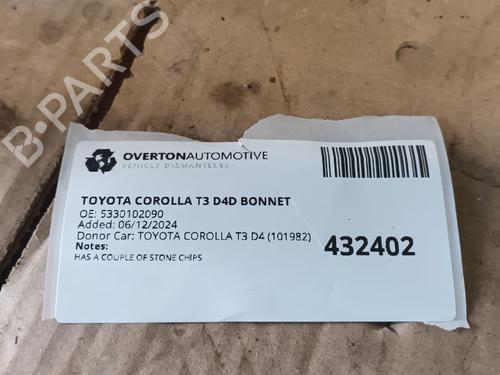 B-PARTS
OVERTONAUTOMOTIVE
VEHICLE DISMANTLERS
TOYOTA COROLLA T3 D4D BONNET
OE: 5330102090
Added: 06/12/2024
Donor Car: TOYOTA COROLLA T3 D4 (101982)
Notes:
HAS A COUPLE OF STONE CHIPS
432402